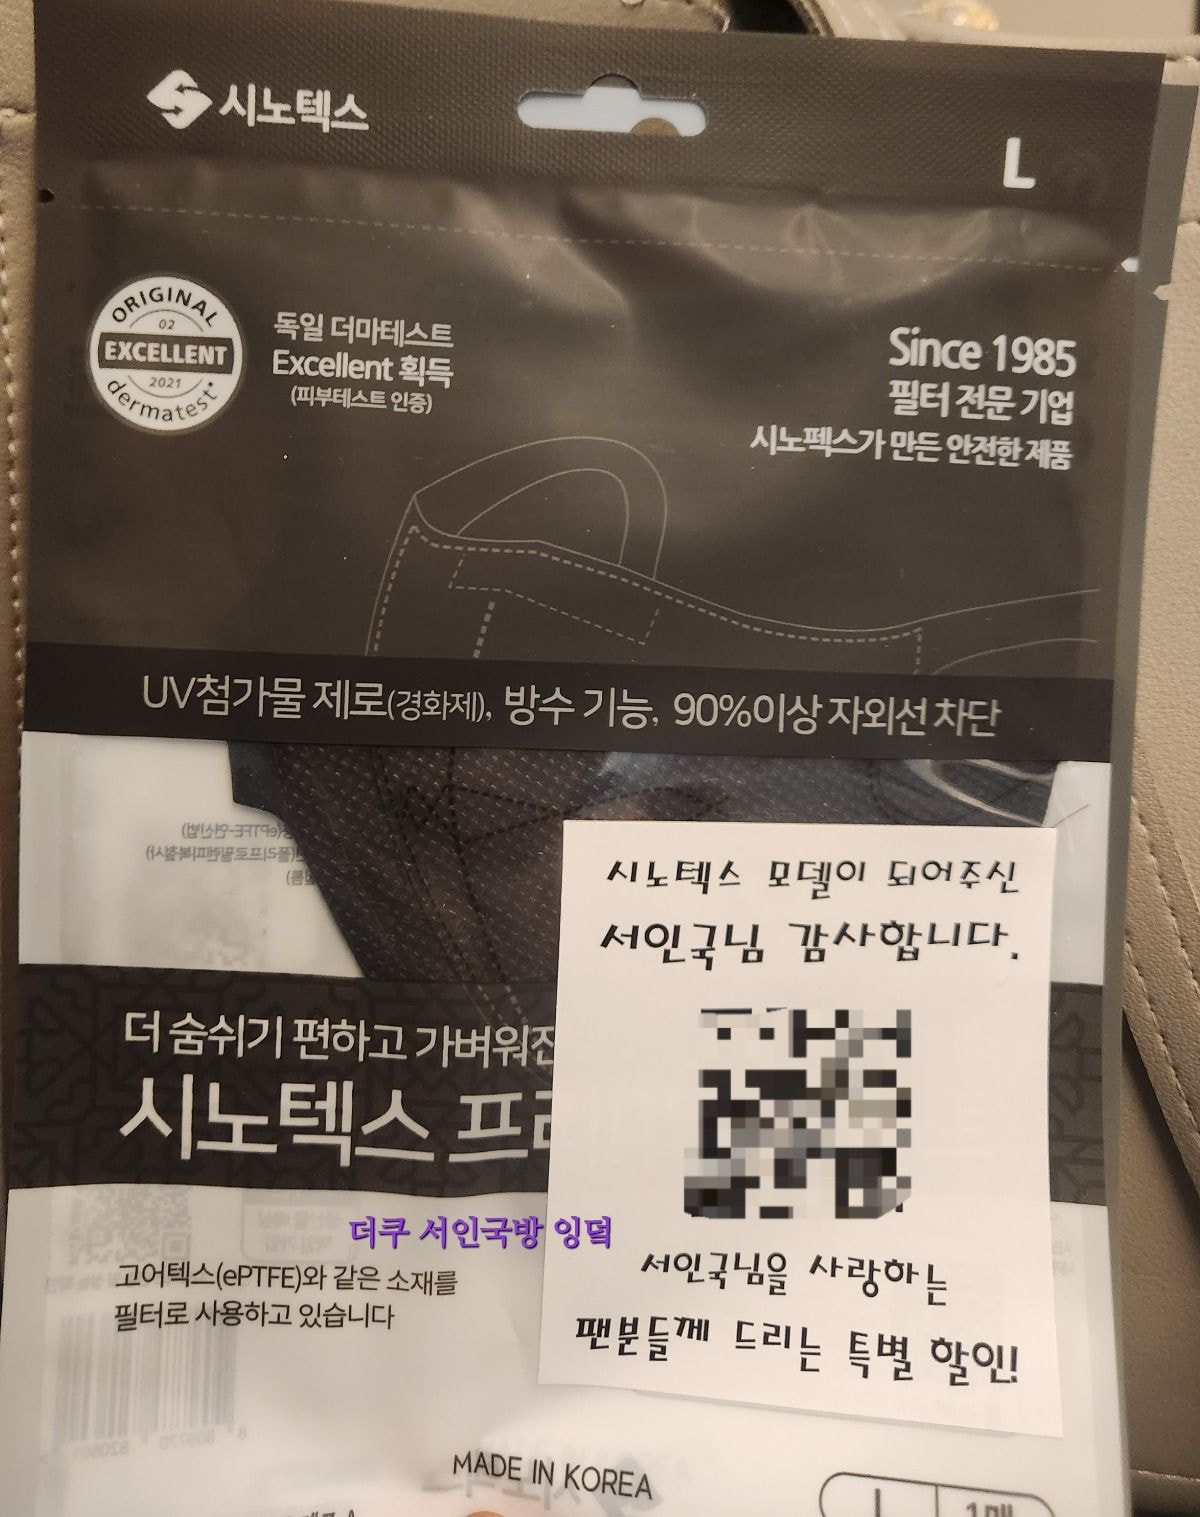 시노텍스
L
ORIGINAL
02
EXCELLENT
2021
dermatest
독일 더마테스트
Excellent 획득
(피부테스트 인증)
Since 1985
필터 전문 기업
시노펙스가 만든 안전한 제품
UV첨가물 제로(경화제), 방수 기능, 90%이상 자외선 차단
시노텍스 모델이 되어주신
서인국님 감사합니다.
서인국님을 사랑하는
팬분들께 드리는 특별 할인!
더 숨쉬기 편하고 가벼워진
시노텍스
더쿠 서인국방 잉덬
고어텍스(ePTFE)와 같은 소재를
필터로 사용하고 있습니다
MADE IN KOREA
L
1매